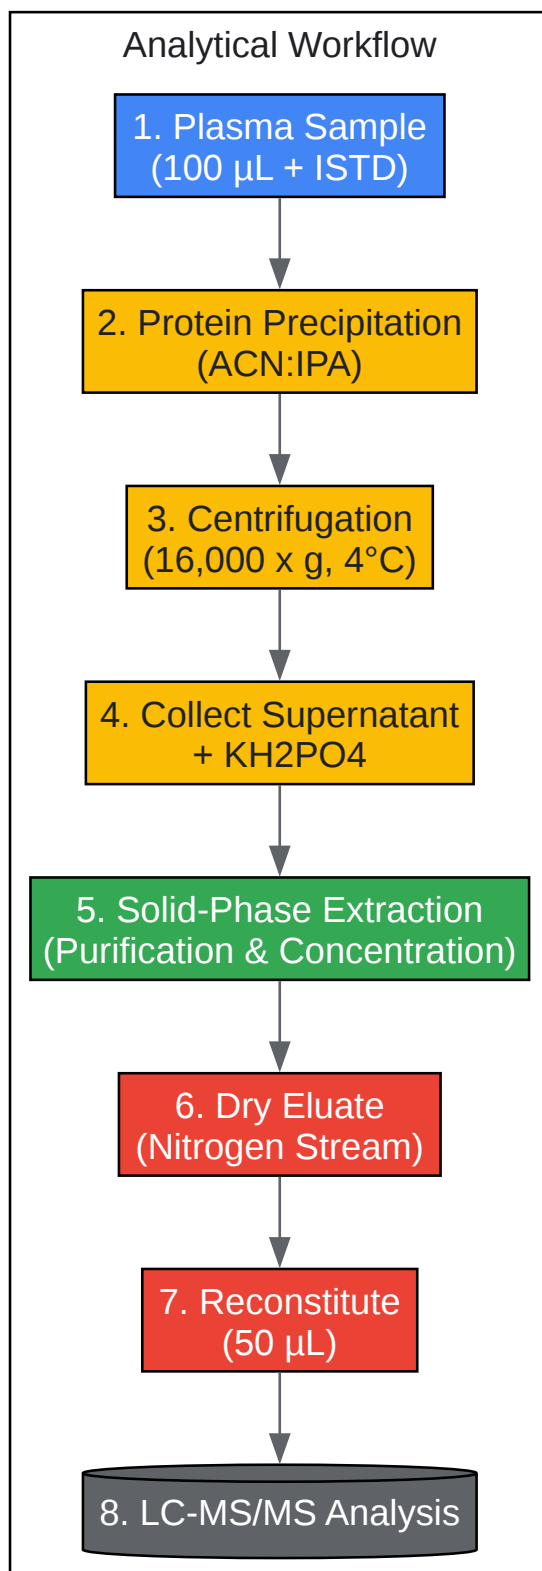 Analytical Workflow
1. Plasma Sample
(100 µL + ISTD)
2. Protein Precipitation
(ACN:IPA)
3. Centrifugation
(16,000 x g, 4°C)
4. Collect Supernatant
+ KH2PO4
5. Solid-Phase Extraction
(Purification & Concentration)
6. Dry Eluate
(Nitrogen Stream)
7. Reconstitute
(50 µL)
8. LC-MS/MS Analysis